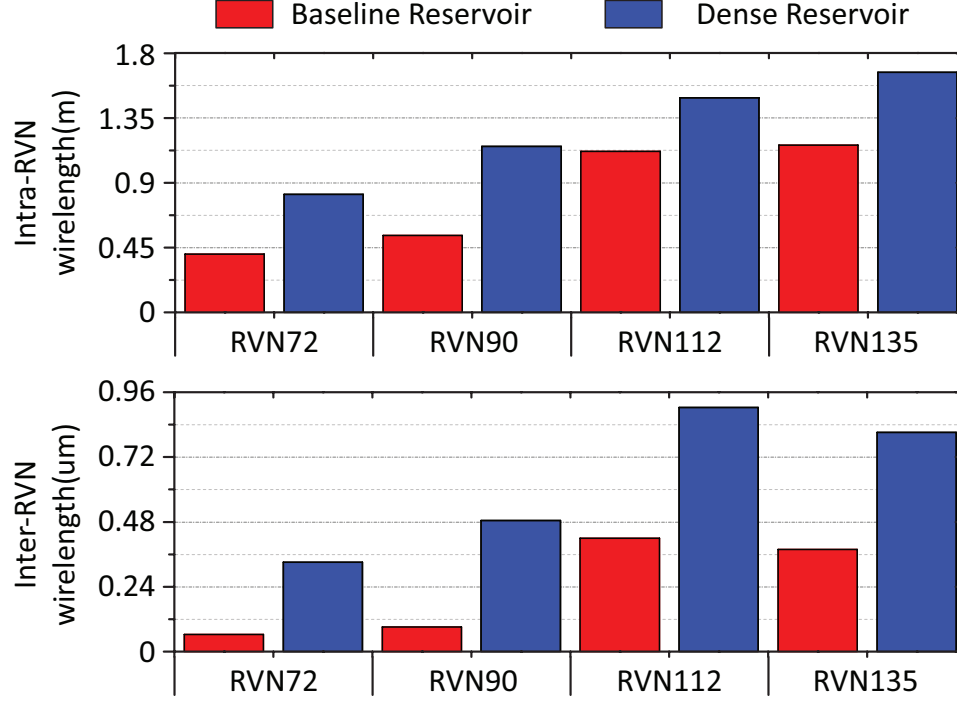 Baseline Reservoir Dense Reservoir
Intra-RVN
wirelength(m)
1.8
1.35
0.9
0.45
0
RVN72 RVN90 RVN112 RVN135
Inter-RVN
wirelength(um)
0.96
0.72
0.48
0.24
0
RVN72 RVN90 RVN112 RVN135